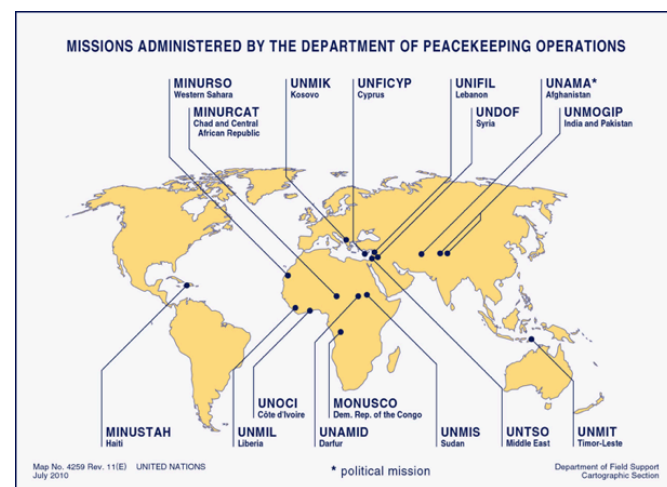 MISSIONS ADMINISTERED BY THE DEPARTMENT OF PEACEKEEPING OPERATIONS
MINURSO
Western Sahara
UNMIK
Kosovo
UNFICYP
Cyprus
UNIFIL
Lebanon
UNAMA*
Afghanistan
MINURCAT
Chad and Central
African Republic
UNDOF
Syria
UNMOGIP
India and Pakistan
UNOCI
Côte d'Ivoire
MONUSCO
Dem. Rep. of the Congo
MINUSTAH
Haiti
UNMIL
Liberia
UNAMID
Darfur
UNMIS
Sudan
UNTSO
Middle East
UNMIT
Timor-Leste
Map No. 4259 Rev. 11(E) UNITED NATIONS
July 2010
* political mission
Department of Field Support
Cartographic Section